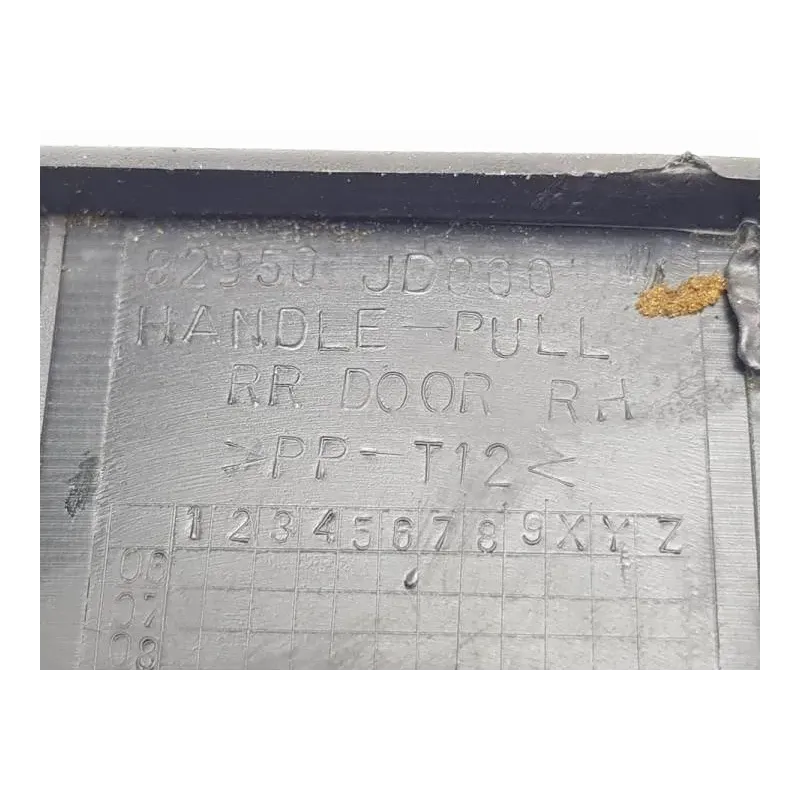 82950 JD000
HANDLE-PULL
RR DOOR RH
>PP-T12<
1 2 3 4 5 6 7 8 9 X Y Z
06
07
08